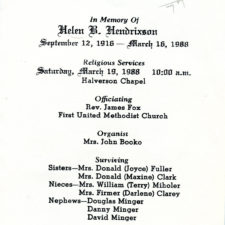 In Memory Of
Helen B. Hendrixson
September 12, 1916 — March 16, 1988
Religious Services
Saturday, March 19, 1988 10:00 a.m.
Halverson Chapel
Officiating
Rev. James Fox
First United Methodist Church
Organist
Mrs. John Booko
Surviving
Sisters—Mrs. Donald (Joyce) Fuller
Mrs. Donald (Maxine) Clark
Nieces—Mrs. William (Terry) Miholer
Mrs. Firmer (Darlene) Clarey
Nephews—Douglas Minger
Danny Minger
David Minger